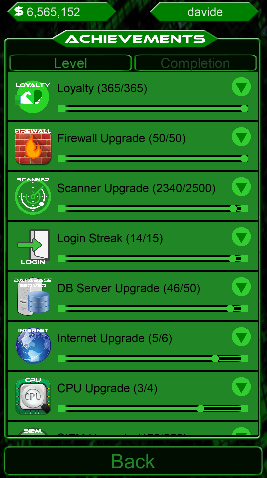 $ 6,565,152
davide
ACHIEVEMENTS
Level
Completion
LOYALTY
Loyalty (365/365)
FIREWALL
Firewall Upgrade (50/50)
SCANNER
Scanner Upgrade (2340/2500)
Login Streak (14/15)
LOGIN
DATABASE
SERVER
DB Server Upgrade (46/50)
INTERNET
Internet Upgrade (5/6)
CPU
CPU Upgrade (3/4)
CPU
Back